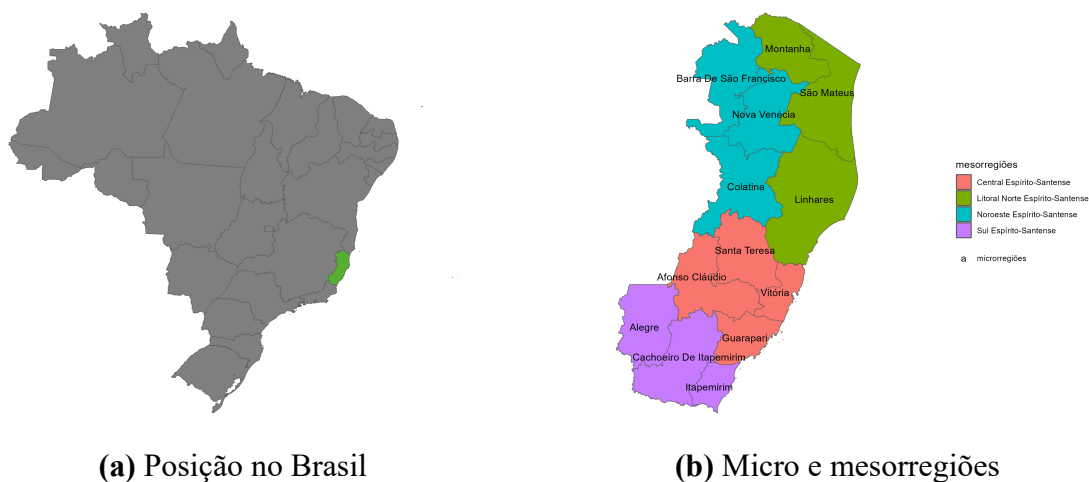 Montanha
Barra De São Francisco
São Mateus
Nova Venécia
Colatina
Linhares
Santa Teresa
Afonso Cláudio
Vitória
Alegre
Guarapari
Cachoeiro De Itapemirim
Itapemirim
mesorregiões
Central Espírito-Santense
Litoral Norte Espírito-Santense
Noroeste Espírito-Santense
Sul Espírito-Santense
a microrregiões
(a) Posição no Brasil
(b) Micro e mesorregiões